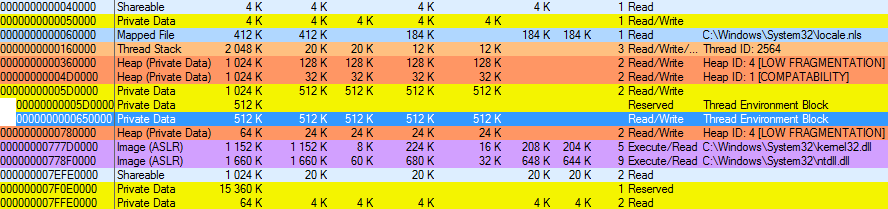 0000000000040000 Shareable 4 K 4 K 4 K 4 K 4 K 1 Read
0000000000050000 Private Data 4 K 4 K 4 K 4 K 4 K 1 Read/Write
0000000000060000 Mapped File 412 K 412 K 184 K 184 K 184 K 1 Read C:\Windows\System32\locale.nls
0000000000160000 Thread Stack 2 048 K 20 K 20 K 12 K 12 K 3 Read/Write/... Thread ID: 2564
0000000000360000 Heap (Private Data) 1 024 K 128 K 128 K 128 K 128 K 2 Read/Write Heap ID: 4 [LOW FRAGMENTATION]
00000000004D0000 Heap (Private Data) 1 024 K 32 K 32 K 32 K 32 K 2 Read/Write Heap ID: 1 [COMPATABILITY]
00000000005D0000 Private Data 1 024 K 512 K 512 K 512 K 512 K 2 Read/Write
00000000005D0000 Private Data 512 K Reserved Thread Environment Block
0000000000650000 Private Data 512 K 512 K 512 K 512 K 512 K Read/Write Thread Environment Block
0000000000780000 Heap (Private Data) 64 K 24 K 24 K 24 K 24 K 2 Read/Write Heap ID: 4 [LOW FRAGMENTATION]
00000000777D0000 Image (ASLR) 1 152 K 1 152 K 8 K 224 K 16 K 208 K 204 K 5 Execute/Read C:\Windows\System32\kernel32.dll
00000000778F0000 Image (ASLR) 1 660 K 1 660 K 60 K 680 K 32 K 648 K 644 K 9 Execute/Read C:\Windows\System32\ntdll.dll
000000007EFE0000 Shareable 1 024 K 20 K 20 K 20 K 20 K 2 Read
000000007F0E0000 Private Data 15 360 K 1 Reserved
000000007FFE0000 Private Data 64 K 4 K 4 K 4 K 4 K 4 K 2 Read